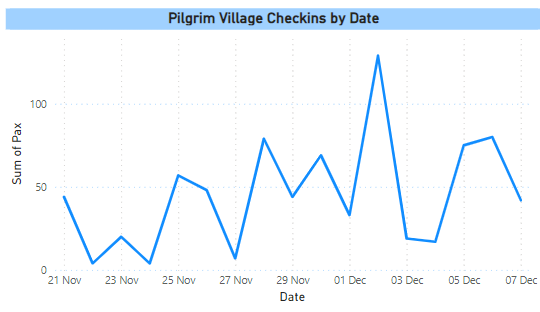 Pilgrim Village Checkins by Date
Sum of Pax
100
50
0
21 Nov 23 Nov 25 Nov 27 Nov 29 Nov 01 Dec 03 Dec 05 Dec 07 Dec
Date